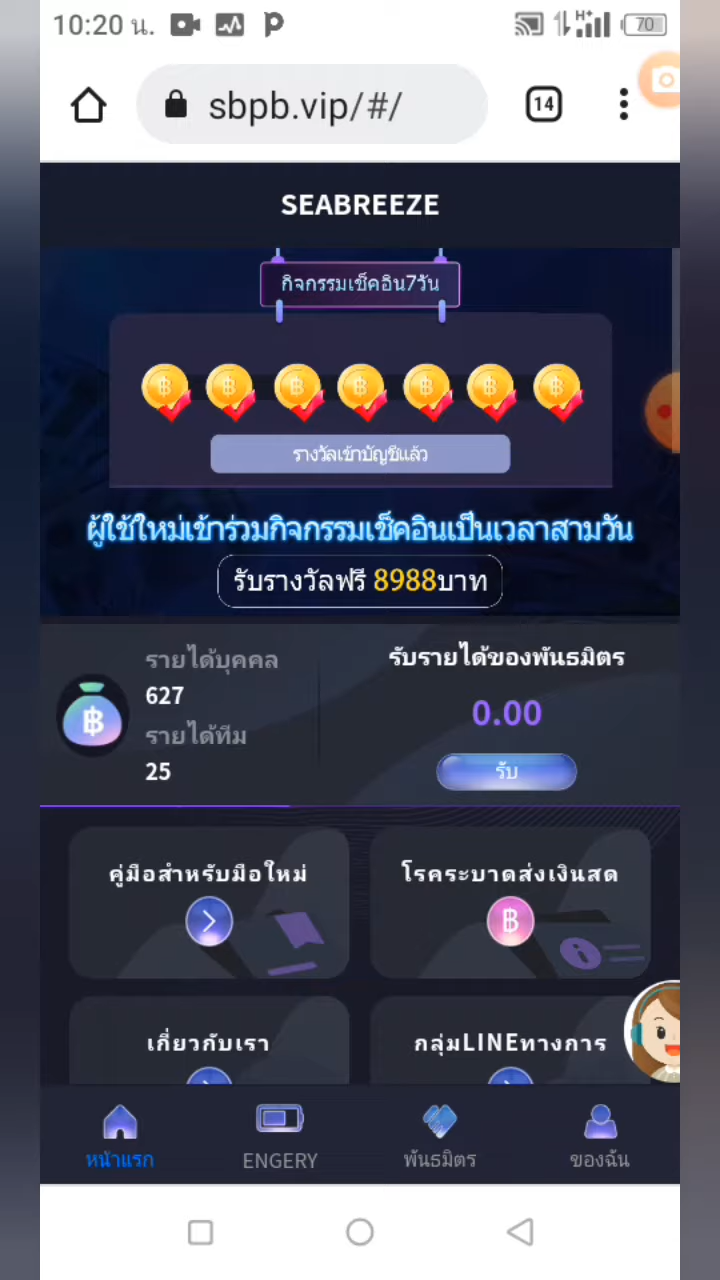 10:20 น.
H+
70
sbpb.vip/#/
14
SEABREEZE
กิจกรรมเช็คอิน7วัน
รางวัลเข้าบัญชีแล้ว
ผู้ใช้ใหม่เข้าร่วมกิจกรรมเช็คอินเป็นเวลาสามวัน
รับรางวัลฟรี 8988บาท
รายได้บุคคล
627
รายได้ทีม
25
รับรายได้ของพันธมิตร
0.00
รับ
คู่มือสำหรับมือใหม่
โรคระบาดส่งเงินสด
เกี่ยวกับเรา
กลุ่มLINEทางการ
หน้าแรก
ENGERY
พันธมิตร
ของฉัน